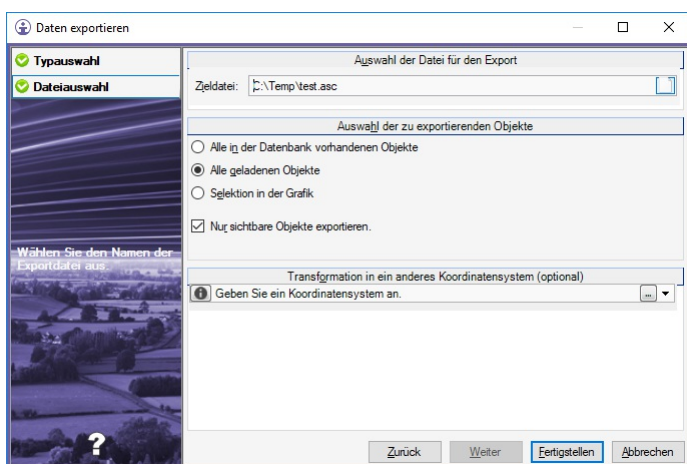 Daten exportieren
Typauswahl
Dateiauswahl
Wählen Sie den Namen der
Exportdatei aus.
?
Auswahl der Datei für den Export
Zieldatei: C:\Temp\test.asc
Auswahl der zu exportierenden Objekte
Alle in der Datenbank vorhandenen Objekte
Alle geladenen Objekte
Selektion in der Grafik
Nur sichtbare Objekte exportieren.
Transformation in ein anderes Koordinatensystem (optional)
Geben Sie ein Koordinatensystem an. ...
Zurück Weiter Fertigstellen Abbrechen